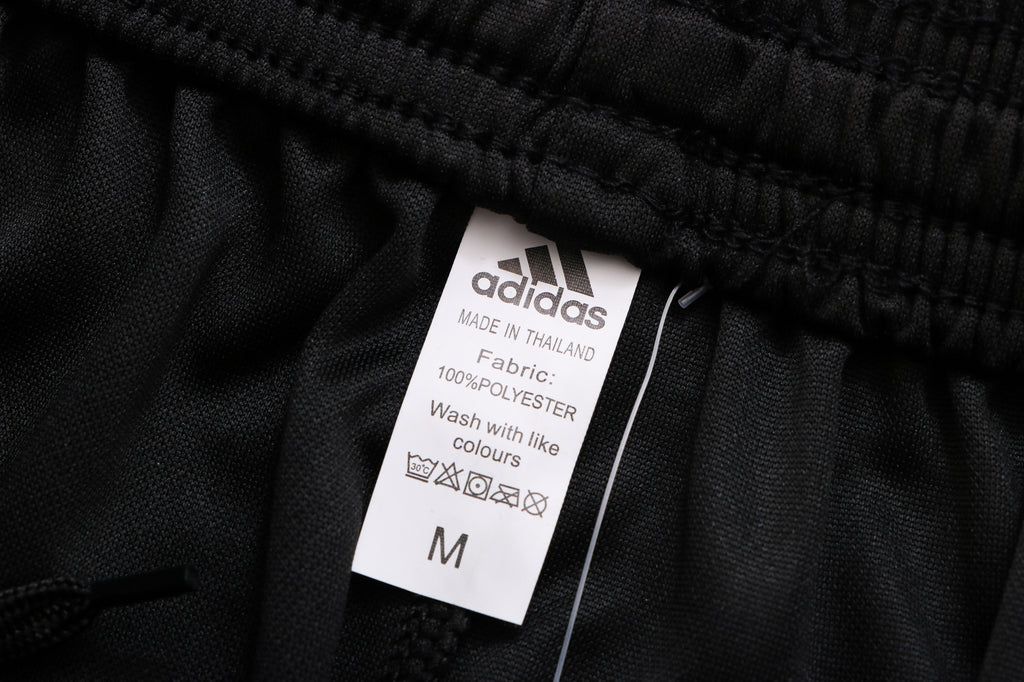 adidas
MADE IN THAILAND
Fabric:
100%POLYESTER
Wash with like
colours
30°C
M